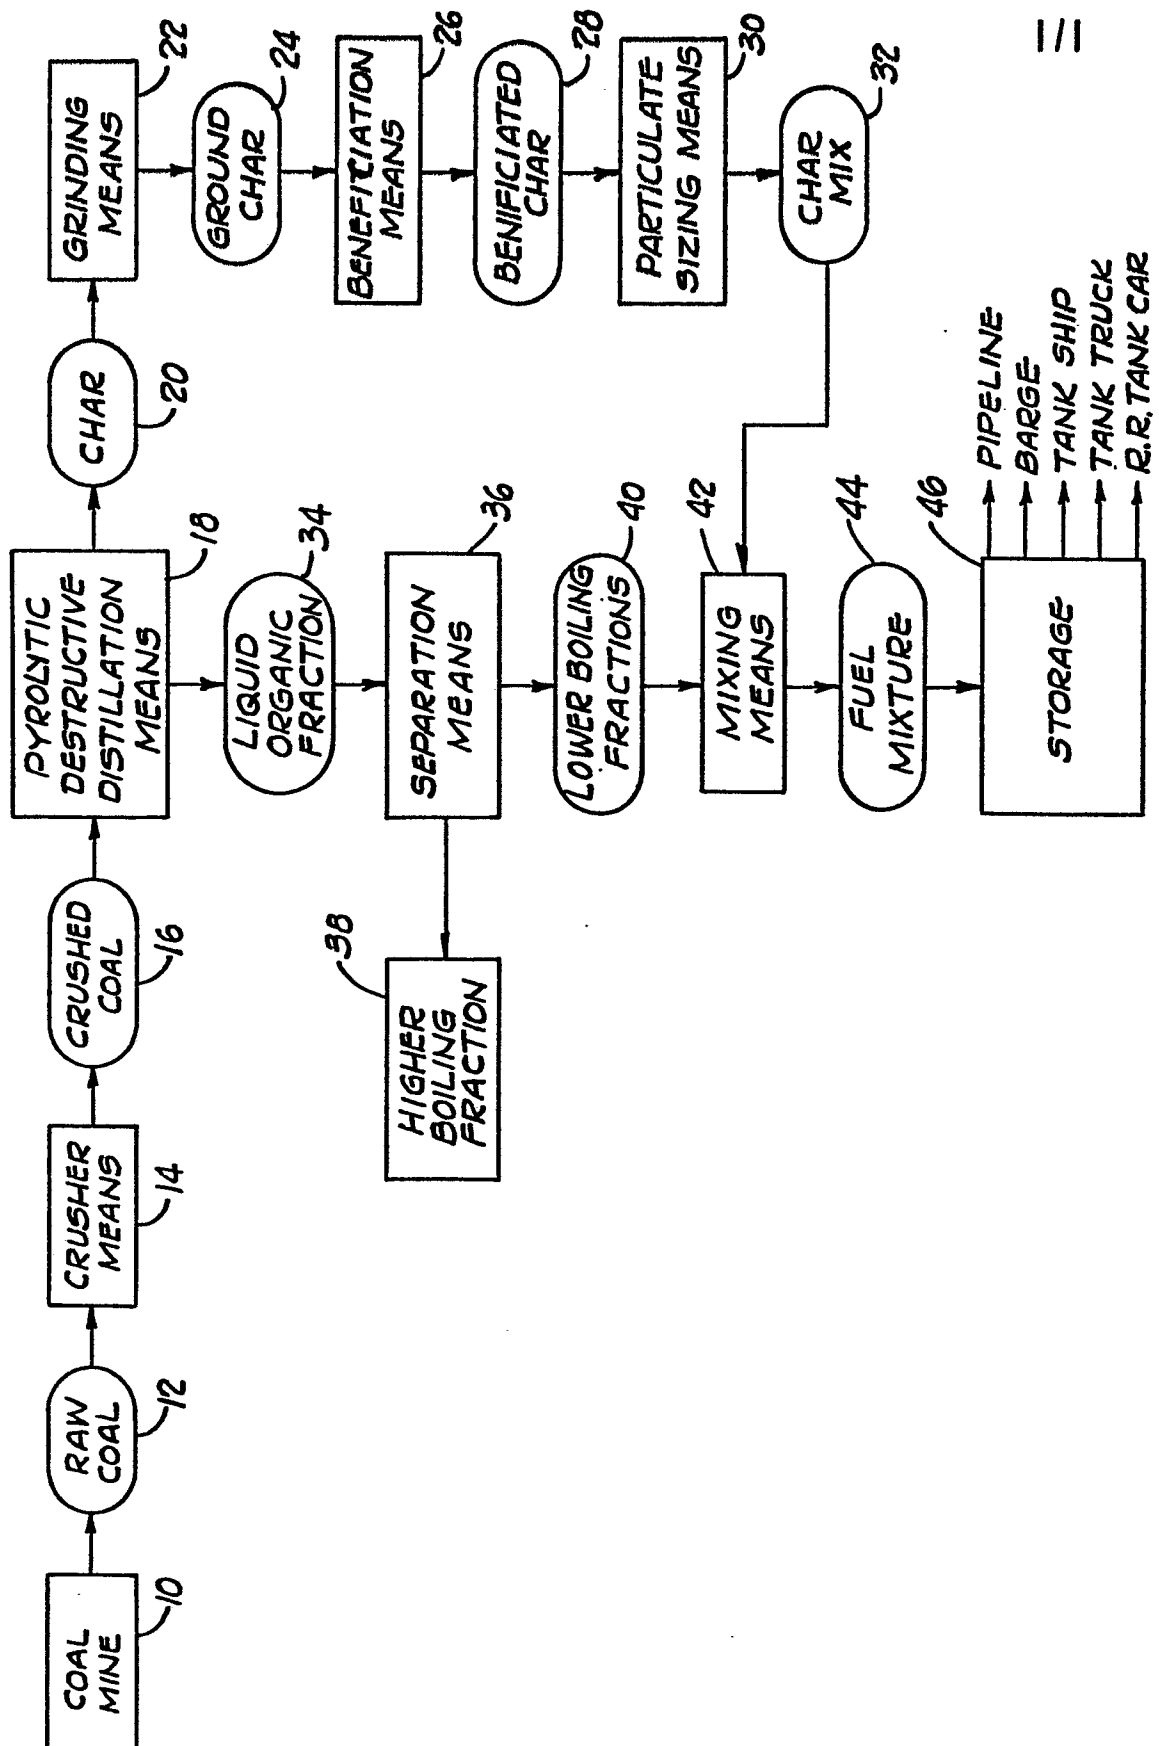 1/1
COAL
MINE
10
RAW
COAL
12
CRUSHER
MEANS
14
CRUSHED
COAL
16
PYROLYTIC
DESTRUCTIVE
DISTILLATION
MEANS
18
CHAR
20
GRINDING
MEANS
22
GROUND
CHAR
24
BENEFICIATION
MEANS
26
BENIFICIATED
CHAR
28
PARTICULATE
SIZING MEANS
30
CHAR
MIX
32
LIQUID
ORGANIC
FRACTION
34
SEPARATION
MEANS
36
HIGHER
BOILING
FRACTION
38
LOWER BOILING
FRACTIONS
40
MIXING
MEANS
42
FUEL
MIXTURE
44
STORAGE
46
PIPELINE
BARGE
TANK SHIP
TANK TRUCK
R.R. TANK CAR